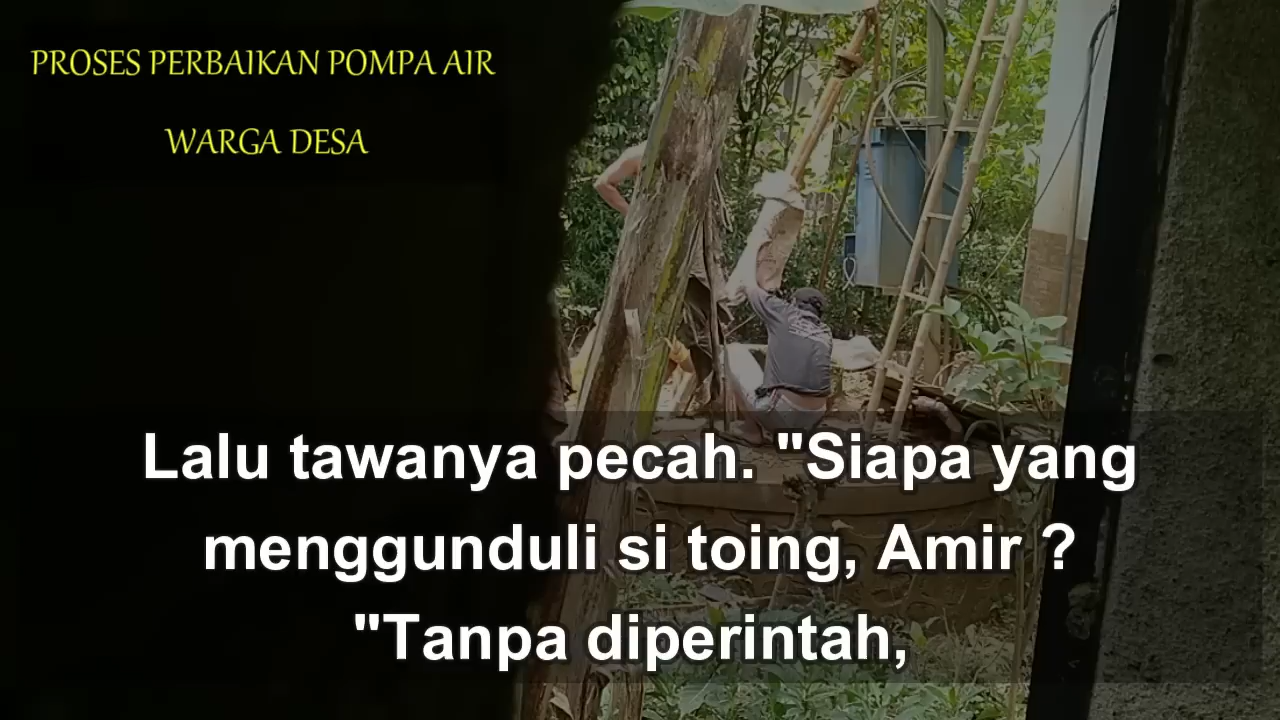 PROSES PERBAIKAN POMPA AIR
WARGA DESA
Lalu tawanya pecah. "Siapa yang
menggunduli si toing, Amir ?
"Tanpa diperintah,